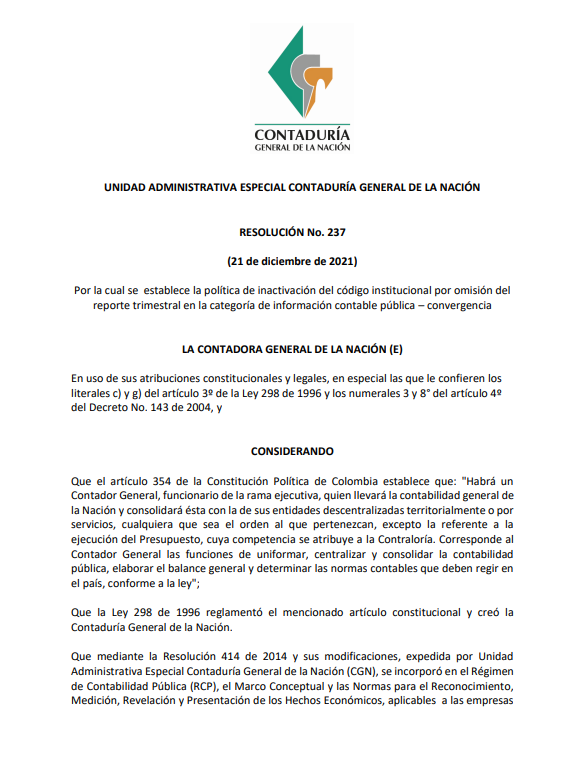 CONTADURÍA
GENERAL DE LA NACIÓN
UNIDAD ADMINISTRATIVA ESPECIAL CONTADURÍA GENERAL DE LA NACIÓN
RESOLUCIÓN No. 237
(21 de diciembre de 2021)
Por la cual se establece la política de inactivación del código institucional por omisión del
reporte trimestral en la categoría de información contable pública – convergencia
LA CONTADORA GENERAL DE LA NACIÓN (E)
En uso de sus atribuciones constitucionales y legales, en especial las que le confieren los
literales c) y g) del artículo 3º de la Ley 298 de 1996 y los numerales 3 y 8° del artículo 4º
del Decreto No. 143 de 2004, y
CONSIDERANDO
Que el artículo 354 de la Constitución Política de Colombia establece que: "Habrá un
Contador General, funcionario de la rama ejecutiva, quien llevará la contabilidad general de
la Nación y consolidará ésta con la de sus entidades descentralizadas territorialmente o por
servicios, cualquiera que sea el orden al que pertenezcan, excepto la referente a la
ejecución del Presupuesto, cuya competencia se atribuye a la Contraloría. Corresponde al
Contador General las funciones de uniformar, centralizar y consolidar la contabilidad
pública, elaborar el balance general y determinar las normas contables que deben regir en
el país, conforme a la ley";
Que la Ley 298 de 1996 reglamentó el mencionado artículo constitucional y creó la
Contaduría General de la Nación.
Que mediante la Resolución 414 de 2014 y sus modificaciones, expedida por Unidad
Administrativa Especial Contaduría General de la Nación (CGN), se incorporó en el Régimen
de Contabilidad Pública (RCP), el Marco Conceptual y las Normas para el Reconocimiento,
Medición, Revelación y Presentación de los Hechos Económicos, aplicables a las empresas